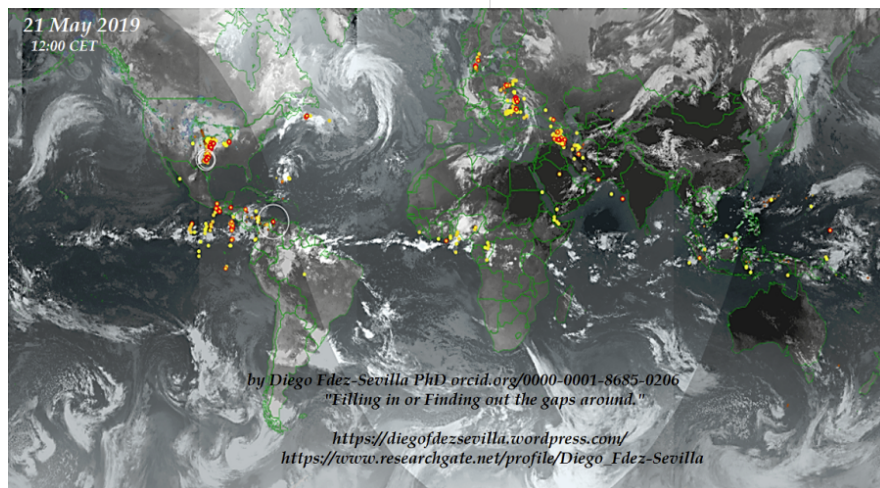 21 May 2019
12:00 CET
by Diego Fdez-Sevilla PhD orcid.org/0000-0001-8685-0206
"Filling in or Finding out the gaps around."
https://diegofdezsevilla.wordpress.com/
https://www.researchgate.net/profile/Diego_Fdez-Sevilla